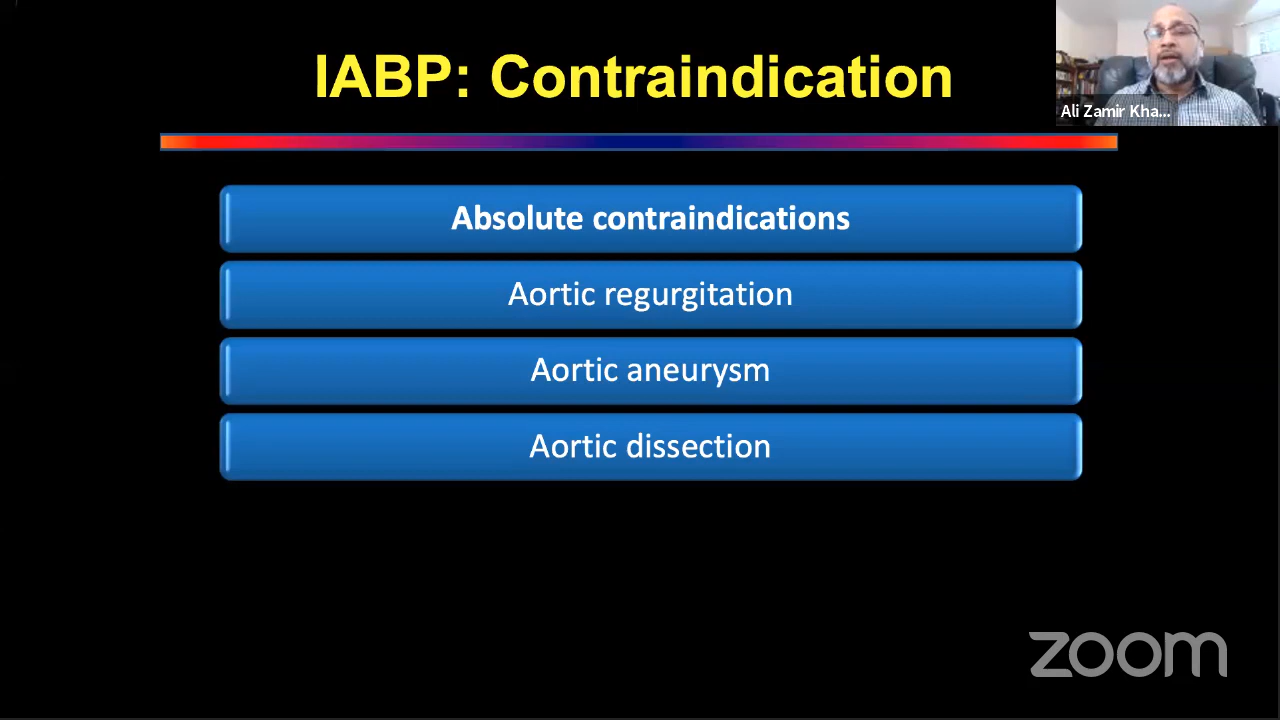 IABP: Contraindication
Ali Zamir Kha...
Absolute contraindications
Aortic regurgitation
Aortic aneurysm
Aortic dissection
zoom